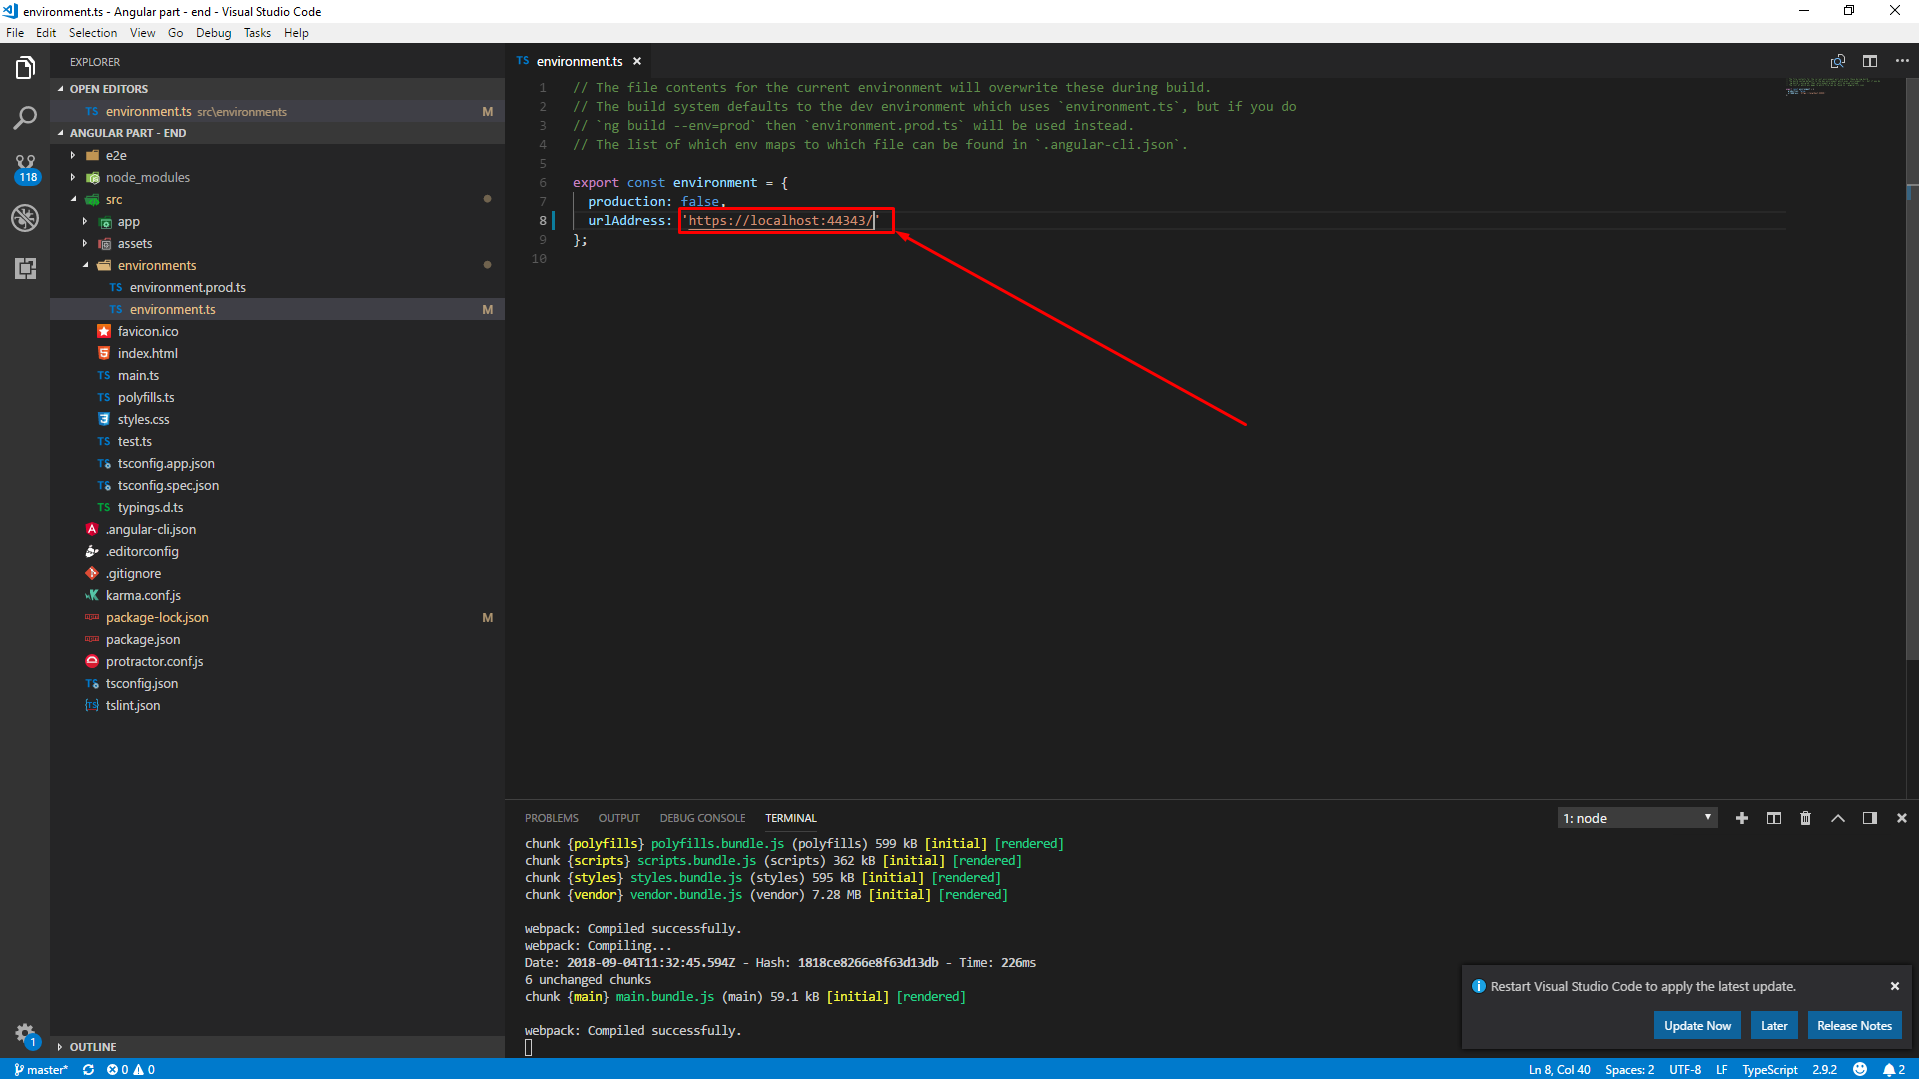 environment.ts - Angular part - end - Visual Studio Code
File Edit Selection View Go Debug Tasks Help
EXPLORER
OPEN EDITORS
TS environment.ts src\environments M
ANGULAR PART - END
e2e
node_modules
118
src
app
assets
environments
TS environment.prod.ts
TS environment.ts M
favicon.ico
index.html
TS main.ts
TS polyfills.ts
styles.css
TS test.ts
TS tsconfig.app.json
TS tsconfig.spec.json
TS typings.d.ts
.angular-cli.json
.editorconfig
.gitignore
karma.conf.js
package-lock.json M
package.json
protractor.conf.js
TS tsconfig.json
tslint.json
1
OUTLINE
TS environment.ts
1 // The file contents for the current environment will overwrite these during build.
2 // The build system defaults to the dev environment which uses `environment.ts`, but if you do
3 // `ng build --env=prod` then `environment.prod.ts` will be used instead.
4 // The list of which env maps to which file can be found in `.angular-cli.json`.
5
6 export const environment = {
7 production: false,
8 urlAddress: 'https://localhost:44343/'
9 };
10
PROBLEMS OUTPUT DEBUG CONSOLE TERMINAL 1: node
chunk {polyfills} polyfills.bundle.js (polyfills) 599 kB [initial] [rendered]
chunk {scripts} scripts.bundle.js (scripts) 362 kB [initial] [rendered]
chunk {styles} styles.bundle.js (styles) 595 kB [initial] [rendered]
chunk {vendor} vendor.bundle.js (vendor) 7.28 MB [initial] [rendered]
webpack: Compiled successfully.
webpack: Compiling...
Date: 2018-09-04T11:32:45.594Z - Hash: 1818ce8266e8f63d13db - Time: 226ms
6 unchanged chunks
chunk {main} main.bundle.js (main) 59.1 kB [initial] [rendered]
webpack: Compiled successfully.
Restart Visual Studio Code to apply the latest update.
Update Now Later Release Notes
master* 0 0 Ln 8, Col 40 Spaces: 2 UTF-8 LF TypeScript 2.9.2 2